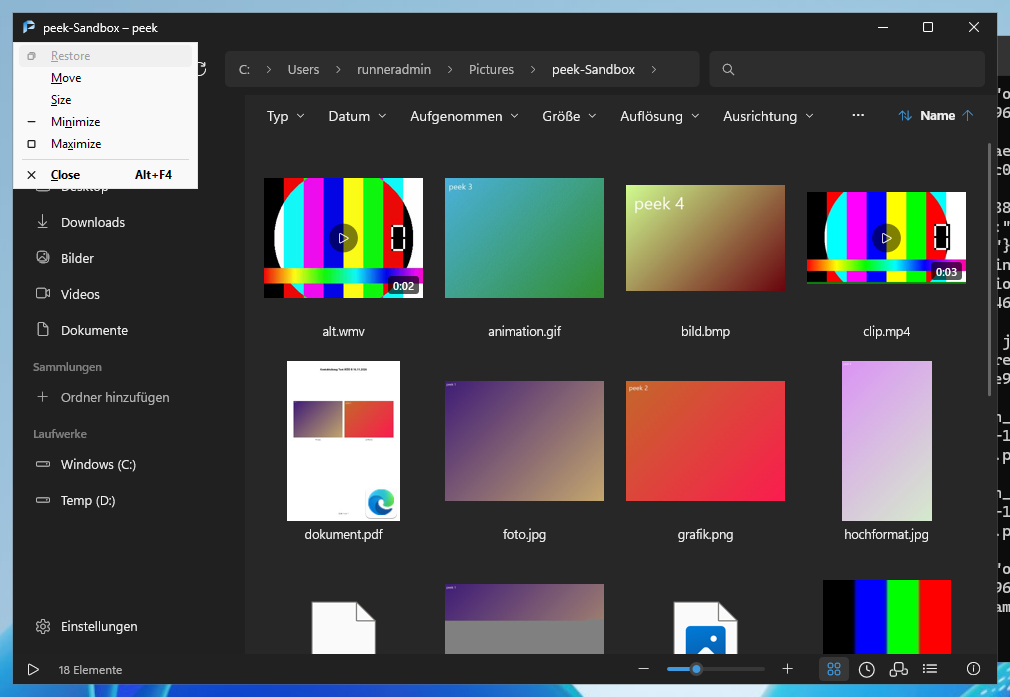 peek-Sandbox – peek
Restore
Move
Size
Minimize
Maximize
Close Alt+F4
C: Users runneradmin Pictures peek-Sandbox
Typ Datum Aufgenommen Größe Auflösung Ausrichtung ··· Name
Desktop
Downloads
Bilder
Videos
Dokumente
Sammlungen
Ordner hinzufügen
Laufwerke
Windows (C:)
Temp (D:)
Einstellungen
0:02
alt.wmv
peek 3
animation.gif
peek 4
bild.bmp
0:03
clip.mp4
dokument.pdf
peek 1
foto.jpg
peek 2
grafik.png
hochformat.jpg
18 Elemente